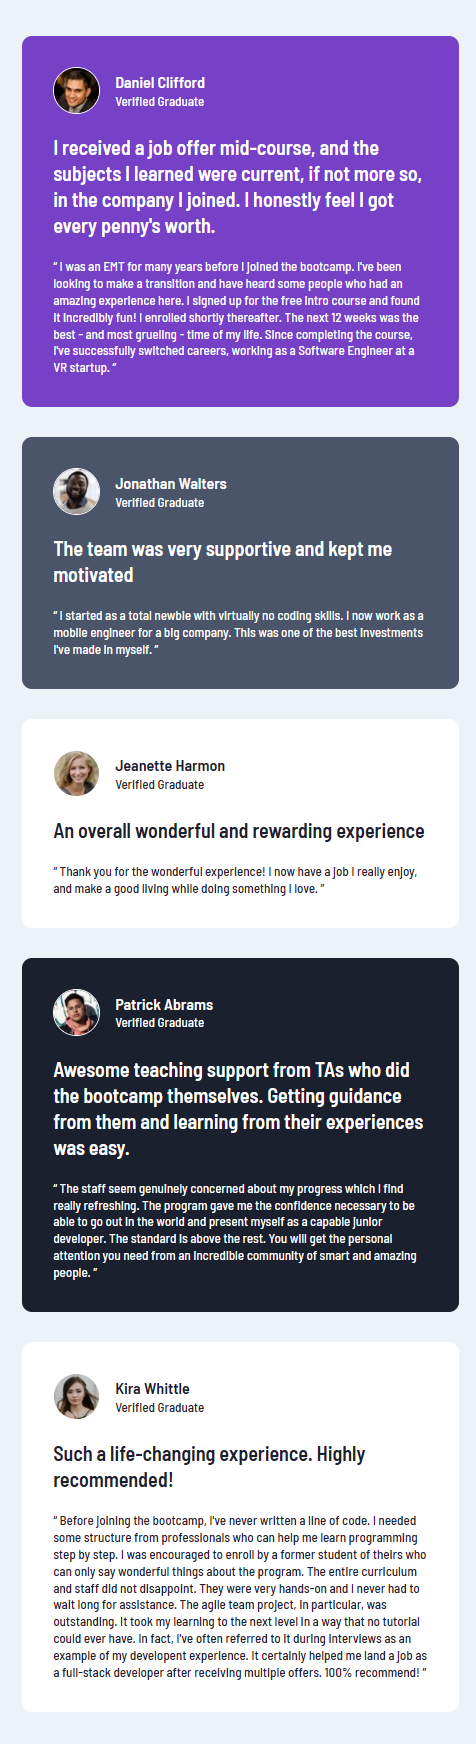 Daniel Clifford
Verified Graduate
I received a job offer mid-course, and the
subjects I learned were current, if not more so,
in the company I joined. I honestly feel I got
every penny's worth.
“ I was an EMT for many years before I joined the bootcamp. I've been
looking to make a transition and have heard some people who had an
amazing experience here. I signed up for the free intro course and found
it incredibly fun! I enrolled shortly thereafter. The next 12 weeks was the
best - and most grueling - time of my life. Since completing the course,
I've successfully switched careers, working as a Software Engineer at a
VR startup. ”
Jonathan Walters
Verified Graduate
The team was very supportive and kept me
motivated
“ I started as a total newbie with virtually no coding skills. I now work as a
mobile engineer for a big company. This was one of the best investments
I've made in myself. ”
Jeanette Harmon
Verified Graduate
An overall wonderful and rewarding experience
“ Thank you for the wonderful experience! I now have a job I really enjoy,
and make a good living while doing something I love. ”
Patrick Abrams
Verified Graduate
Awesome teaching support from TAs who did
the bootcamp themselves. Getting guidance
from them and learning from their experiences
was easy.
“ The staff seem genuinely concerned about my progress which I find
really refreshing. The program gave me the confidence necessary to be
able to go out in the world and present myself as a capable junior
developer. The standard is above the rest. You will get the personal
attention you need from an incredible community of smart and amazing
people. ”
Kira Whittle
Verified Graduate
Such a life-changing experience. Highly
recommended!
“ Before joining the bootcamp, I've never written a line of code. I needed
some structure from professionals who can help me learn programming
step by step. I was encouraged to enroll by a former student of theirs who
can only say wonderful things about the program. The entire curriculum
and staff did not disappoint. They were very hands-on and I never had to
wait long for assistance. The agile team project, in particular, was
outstanding. It took my learning to the next level in a way that no tutorial
could ever have. In fact, I've often referred to it during interviews as an
example of my developent experience. It certainly helped me land a job as
a full-stack developer after receiving multiple offers. 100% recommend! ”